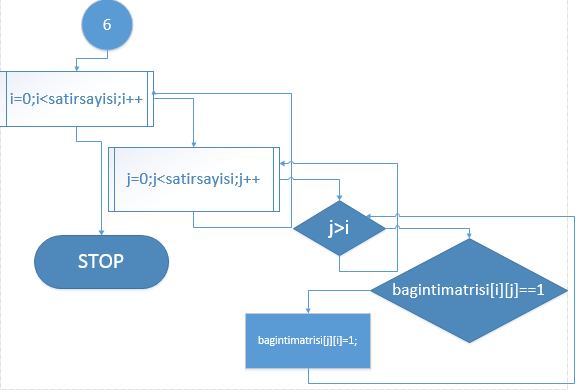 6
i=0;i<satirsayisi;i++
j=0;j<satirsayisi;j++
j>i
STOP
bagintimatrisi[i][j]==1
bagintimatrisi[j][i]=1;